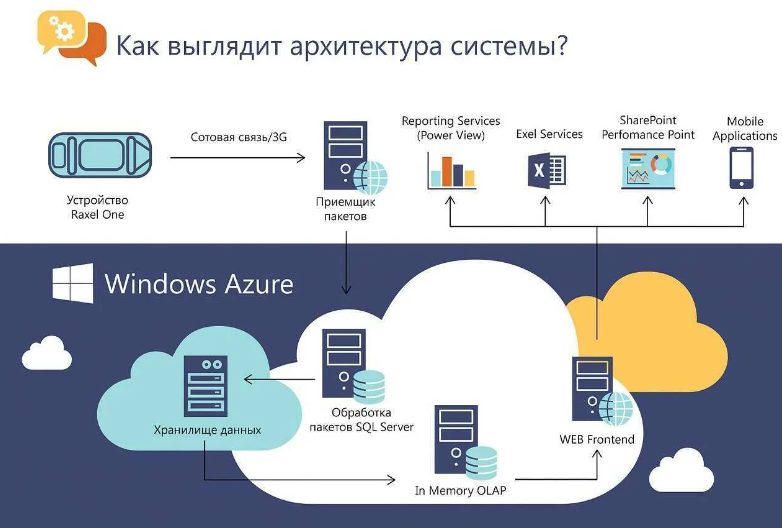 Как выглядит архитектура системы?
Сотовая связь/3G
Reporting Services
(Power View)
Exel Services
SharePoint
Perfomance Point
Mobile
Applications
X
Устройство
Raxel One
Приемщик
пакетов
Windows Azure
Хранилище данных
Обработка
пакетов SQL Server
In Memory OLAP
WEB Frontend